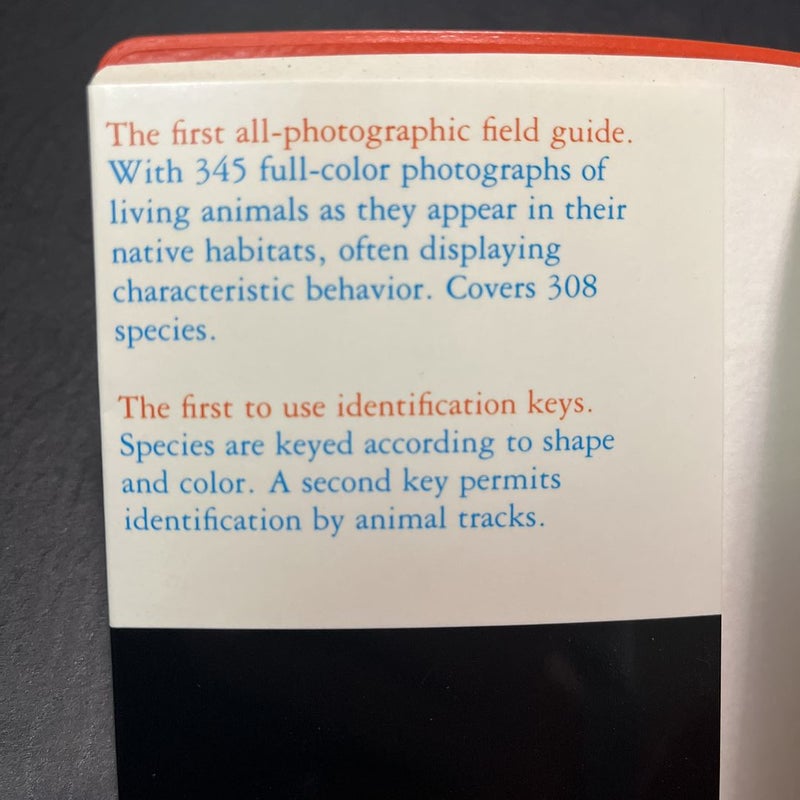 The first all-photographic field guide.
With 345 full-color photographs of
living animals as they appear in their
native habitats, often displaying
characteristic behavior. Covers 308
species.
The first to use identification keys.
Species are keyed according to shape
and color. A second key permits
identification by animal tracks.